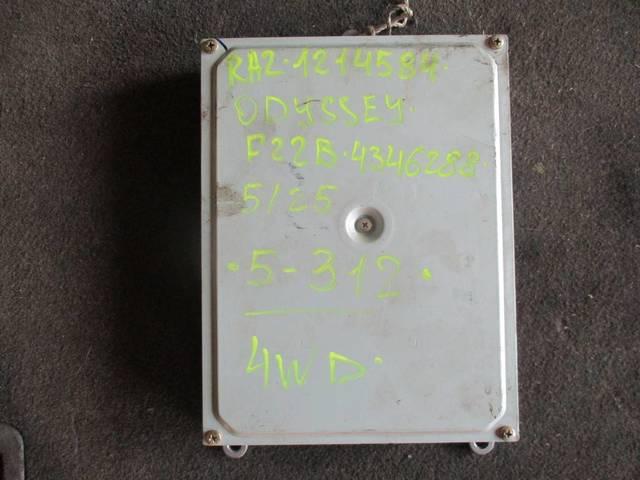 RA2·1214584·
ODYSSEY·
F22B·4346288·
5/25
·5-312·
4WD·